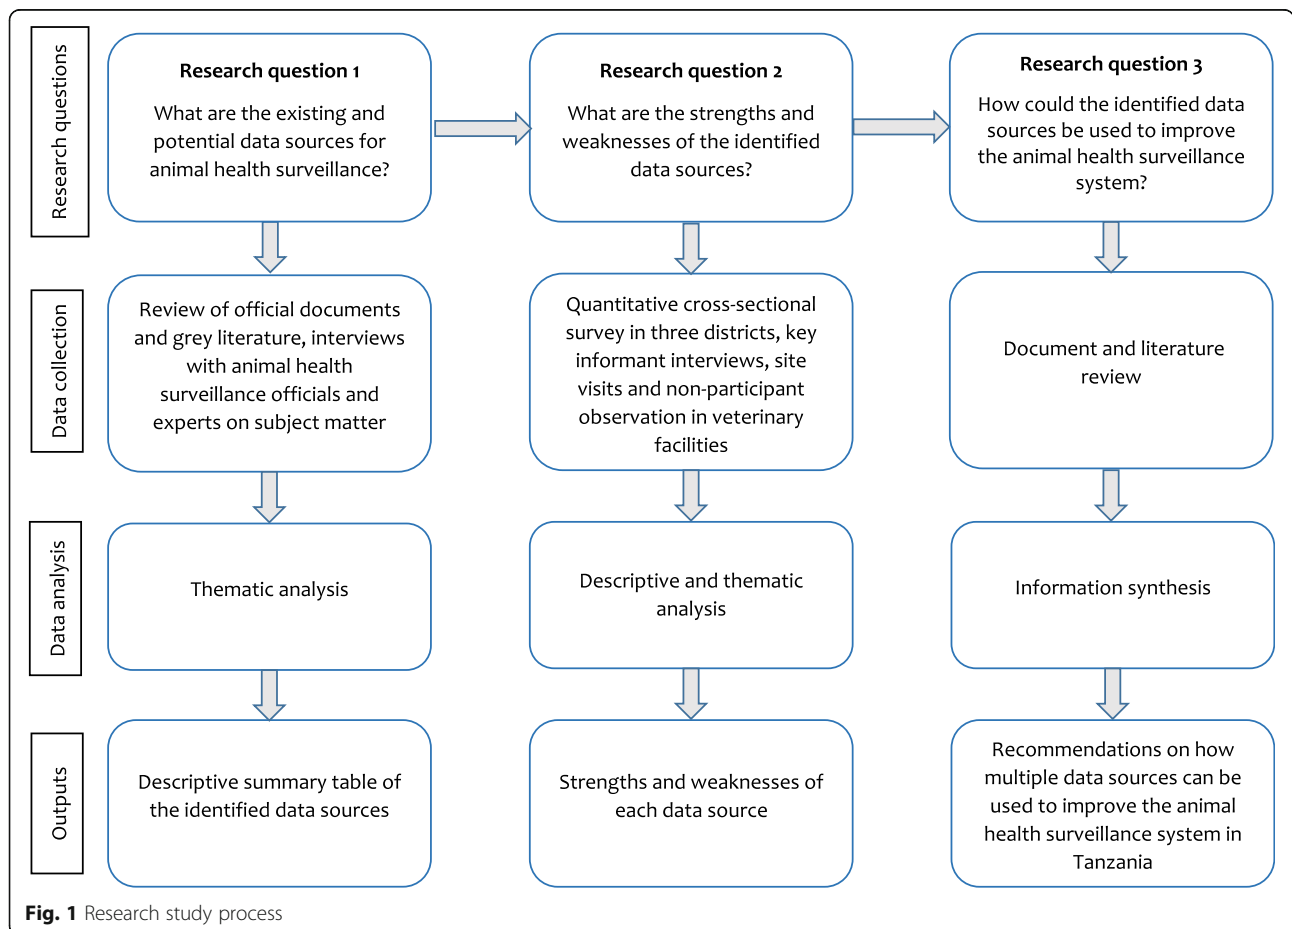 Research questions
Research question 1
What are the existing and
potential data sources for
animal health surveillance?
Research question 2
What are the strengths and
weaknesses of the identified
data sources?
Research question 3
How could the identified data
sources be used to improve
the animal health surveillance
system?
Data collection
Review of official documents
and grey literature, interviews
with animal health
surveillance officials and
experts on subject matter
Quantitative cross-sectional
survey in three districts, key
informant interviews, site
visits and non-participant
observation in veterinary
facilities
Document and literature
review
Data analysis
Thematic analysis
Descriptive and thematic
analysis
Information synthesis
Outputs
Descriptive summary table of
the identified data sources
Strengths and weaknesses of
each data source
Recommendations on how
multiple data sources can be
used to improve the animal
health surveillance system in
Tanzania
Fig. 1 Research study process